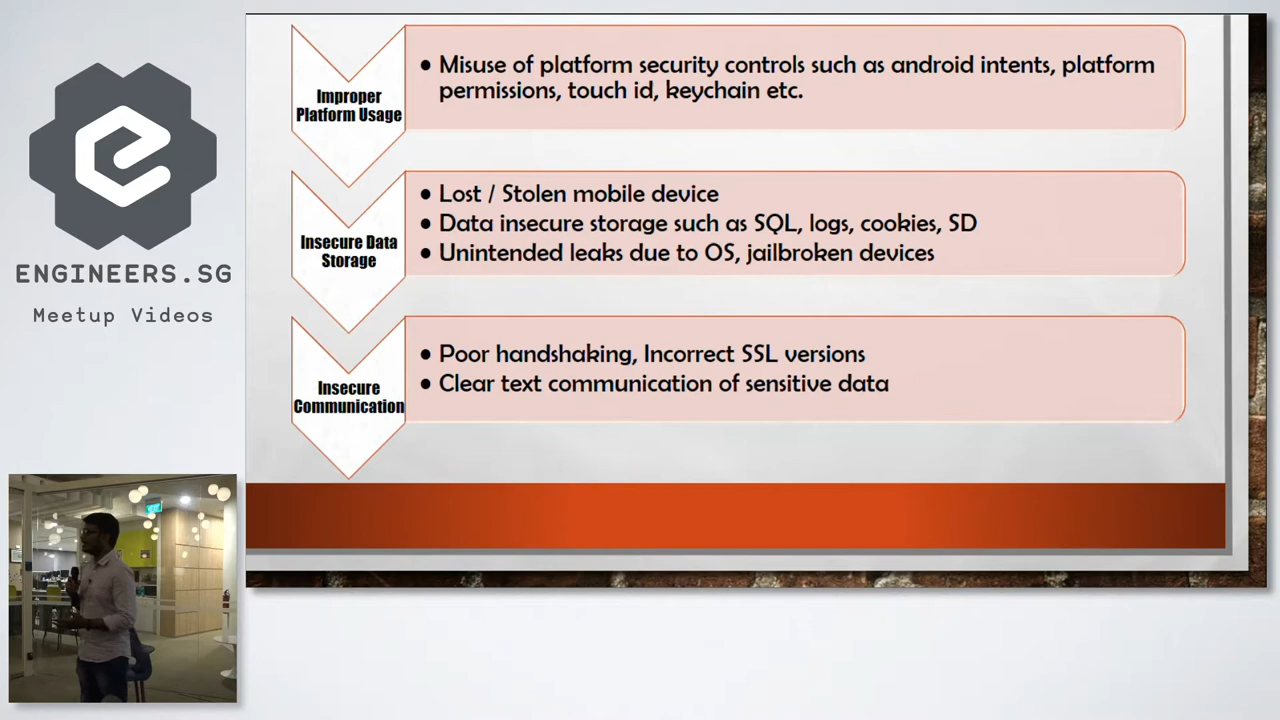 Improper
Platform Usage
• Misuse of platform security controls such as android intents, platform
permissions, touch id, keychain etc.
Insecure Data
Storage
• Lost / Stolen mobile device
• Data insecure storage such as SQL, logs, cookies, SD
• Unintended leaks due to OS, jailbroken devices
Insecure
Communication
• Poor handshaking, Incorrect SSL versions
• Clear text communication of sensitive data
ENGINEERS.SG
Meetup Videos